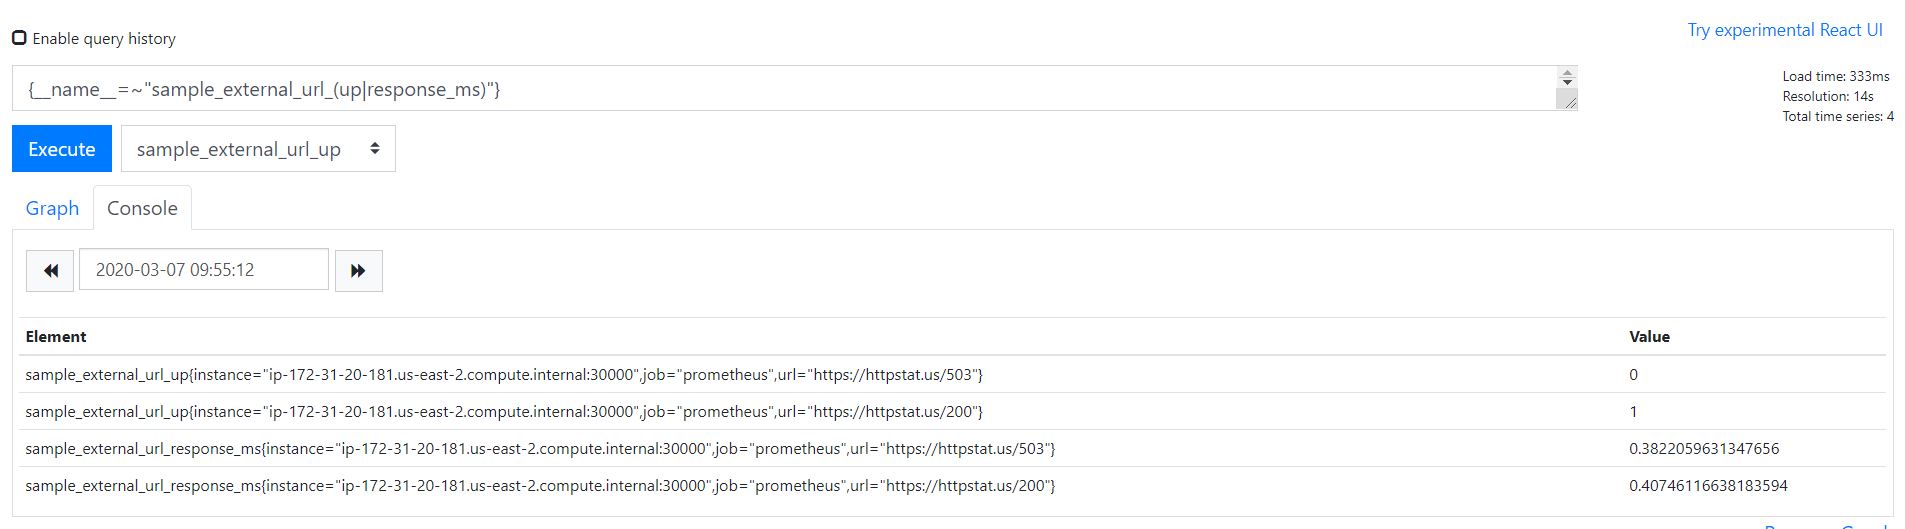 Enable query history
Try experimental React UI
{__name__=~"sample_external_url_(up|response_ms)"}
Load time: 333ms
Resolution: 14s
Total time series: 4
Execute
sample_external_url_up
Graph
Console
2020-03-07 09:55:12
Element Value
sample_external_url_up{instance="ip-172-31-20-181.us-east-2.compute.internal:30000",job="prometheus",url="https://httpstat.us/503"} 0
sample_external_url_up{instance="ip-172-31-20-181.us-east-2.compute.internal:30000",job="prometheus",url="https://httpstat.us/200"} 1
sample_external_url_response_ms{instance="ip-172-31-20-181.us-east-2.compute.internal:30000",job="prometheus",url="https://httpstat.us/503"} 0.3822059631347656
sample_external_url_response_ms{instance="ip-172-31-20-181.us-east-2.compute.internal:30000",job="prometheus",url="https://httpstat.us/200"} 0.40746116638183594